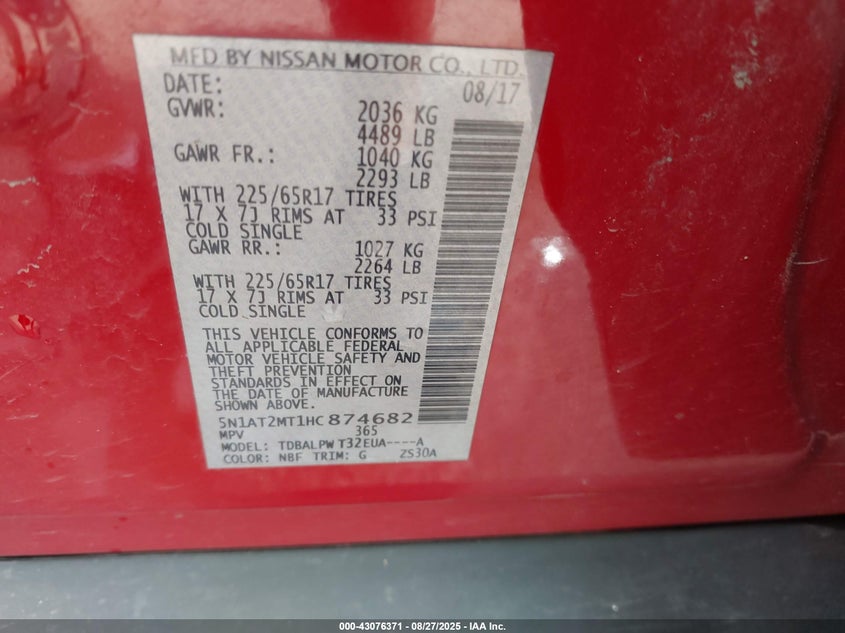 MFD BY NISSAN MOTOR CO., LTD.
DATE: 08/17
GVWR: 2036 KG
4489 LB
GAWR FR.: 1040 KG
2293 LB
WITH 225/65R17 TIRES
17 X 7J RIMS AT 33 PSI
COLD SINGLE
GAWR RR.: 1027 KG
2264 LB
WITH 225/65R17 TIRES
17 X 7J RIMS AT 33 PSI
COLD SINGLE
THIS VEHICLE CONFORMS TO
ALL APPLICABLE FEDERAL
MOTOR VEHICLE SAFETY AND
THEFT PREVENTION
STANDARDS IN EFFECT ON
THE DATE OF MANUFACTURE
SHOWN ABOVE.
5N1AT2MT1HC874682
MPV 365
MODEL: TDBALPW T32EUA----A
COLOR: NBF TRIM: G ZS30A
000-43076371 - 08/27/2025 - IAA Inc.